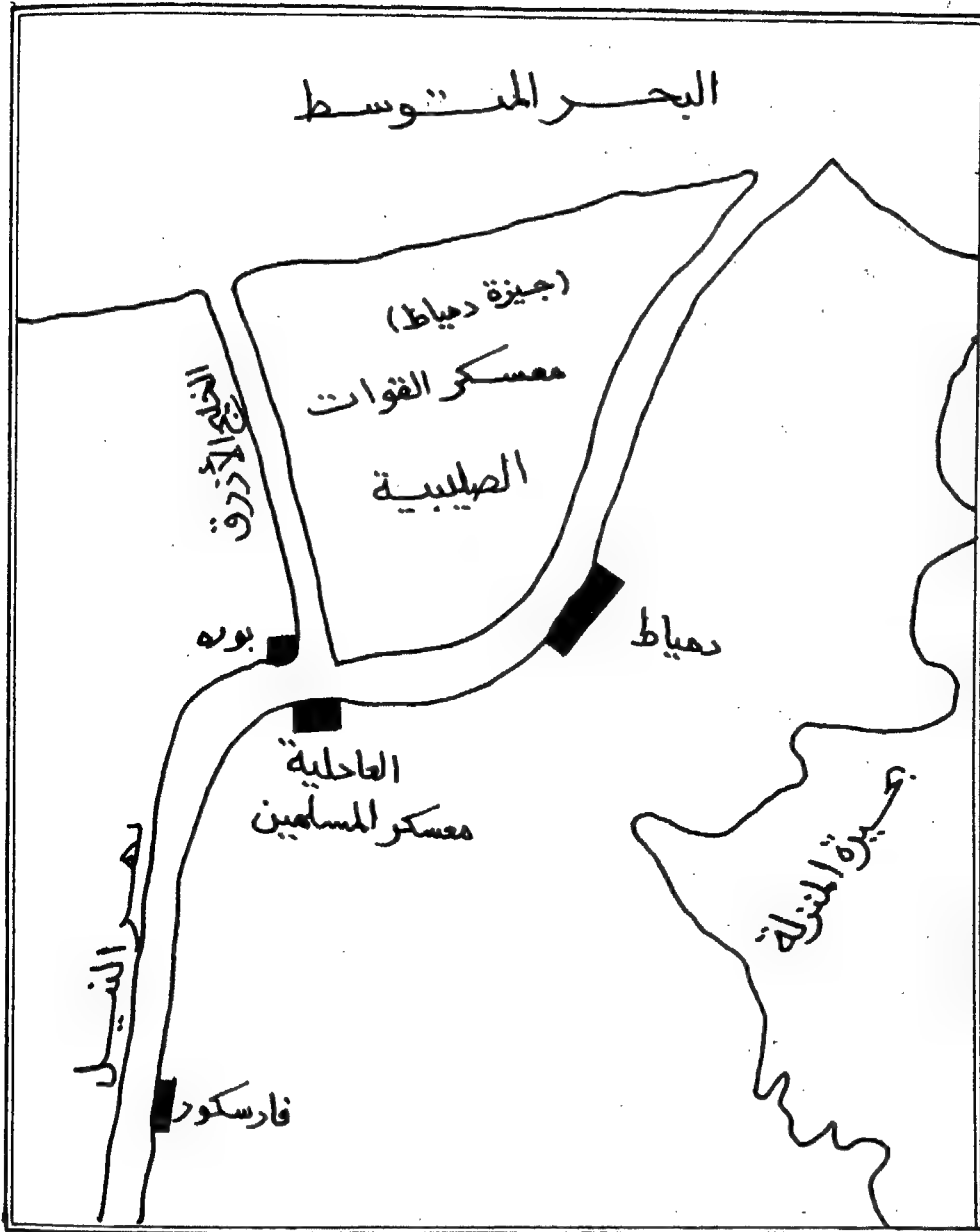 البحر المتوسط
(جيزة دمياط)
معسكر القوات
الصليبية
الخليج الأزرق
بوره
دمياط
العادلية
معسكر المسلمين
بحيرة المنزلة
نهر النيل
فارسكور